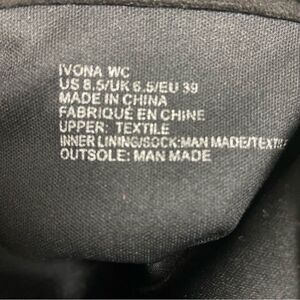 IVONA WC
US 8.5/UK 6.5/EU 39
MADE IN CHINA
FABRIQUÉ EN CHINE
UPPER: TEXTILE
INNER LINING/SOCK:MAN MADE/TEXTILE
OUTSOLE: MAN MADE